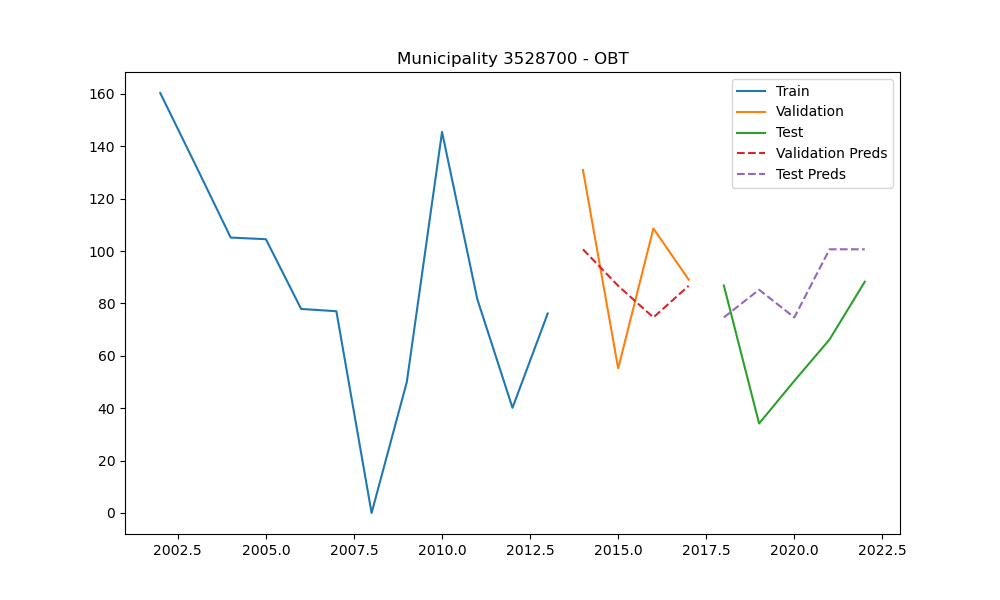 Municipality 3528700 - OBT
Train
Validation
Test
Validation Preds
Test Preds
160
140
120
100
80
60
40
20
0
2002.5 2005.0 2007.5 2010.0 2012.5 2015.0 2017.5 2020.0 2022.5